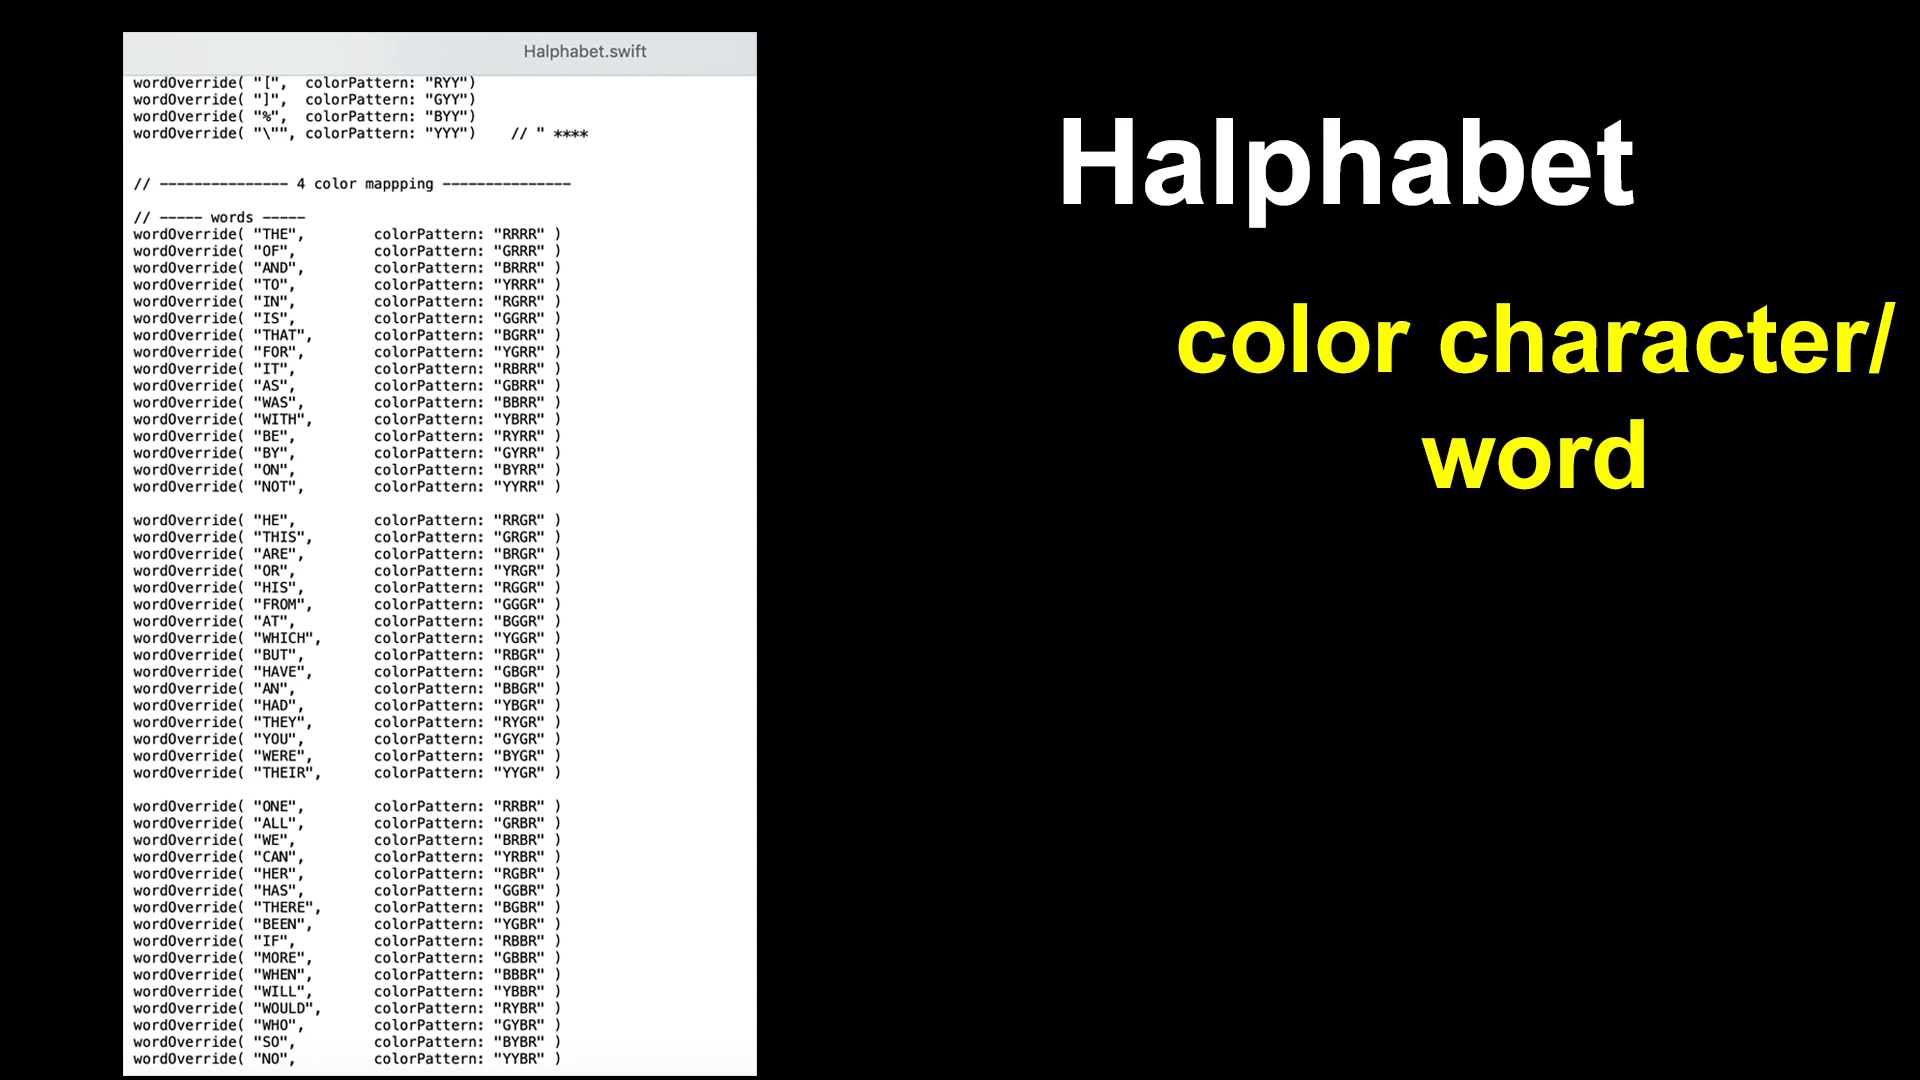 Halphabet.swift
wordOverride( "[",  colorPattern: "RYY")
wordOverride( "]",  colorPattern: "GYY")
wordOverride( "%",  colorPattern: "BYY")
wordOverride( "\"", colorPattern: "YYY")    // " ****
// --------------- 4 color mappping ---------------
// ----- words -----
wordOverride( "THE",        colorPattern: "RRRR" )
wordOverride( "OF",         colorPattern: "GRRR" )
wordOverride( "AND",        colorPattern: "BRRR" )
wordOverride( "TO",         colorPattern: "YRRR" )
wordOverride( "IN",         colorPattern: "RGRR" )
wordOverride( "IS",         colorPattern: "GGRR" )
wordOverride( "THAT",       colorPattern: "BGRR" )
wordOverride( "FOR",        colorPattern: "YGRR" )
wordOverride( "IT",         colorPattern: "RBRR" )
wordOverride( "AS",         colorPattern: "GBRR" )
wordOverride( "WAS",        colorPattern: "BBRR" )
wordOverride( "WITH",       colorPattern: "YBRR" )
wordOverride( "BE",         colorPattern: "RYRR" )
wordOverride( "BY",         colorPattern: "GYRR" )
wordOverride( "ON",         colorPattern: "BYRR" )
wordOverride( "NOT",        colorPattern: "YYRR" )
wordOverride( "HE",         colorPattern: "RRGR" )
wordOverride( "THIS",       colorPattern: "GRGR" )
wordOverride( "ARE",        colorPattern: "BRGR" )
wordOverride( "OR",         colorPattern: "YRGR" )
wordOverride( "HIS",        colorPattern: "RGGR" )
wordOverride( "FROM",       colorPattern: "GGGR" )
wordOverride( "AT",         colorPattern: "BGGR" )
wordOverride( "WHICH",      colorPattern: "YGGR" )
wordOverride( "BUT",        colorPattern: "RBGR" )
wordOverride( "HAVE",       colorPattern: "GBGR" )
wordOverride( "AN",         colorPattern: "BBGR" )
wordOverride( "HAD",        colorPattern: "YBGR" )
wordOverride( "THEY",       colorPattern: "RYGR" )
wordOverride( "YOU",        colorPattern: "GYGR" )
wordOverride( "WERE",       colorPattern: "BYGR" )
wordOverride( "THEIR",      colorPattern: "YYGR" )
wordOverride( "ONE",        colorPattern: "RRBR" )
wordOverride( "ALL",        colorPattern: "GRBR" )
wordOverride( "WE",         colorPattern: "BRBR" )
wordOverride( "CAN",        colorPattern: "YRBR" )
wordOverride( "HER",        colorPattern: "RGBR" )
wordOverride( "HAS",        colorPattern: "GGBR" )
wordOverride( "THERE",      colorPattern: "BGBR" )
wordOverride( "BEEN",       colorPattern: "YGBR" )
wordOverride( "IF",         colorPattern: "RBBR" )
wordOverride( "MORE",       colorPattern: "GBBR" )
wordOverride( "WHEN",       colorPattern: "BBBR" )
wordOverride( "WILL",       colorPattern: "YBBR" )
wordOverride( "WOULD",      colorPattern: "RYBR" )
wordOverride( "WHO",        colorPattern: "GYBR" )
wordOverride( "SO",         colorPattern: "BYBR" )
wordOverride( "NO",         colorPattern: "YYBR" )
Halphabet
color character/
word